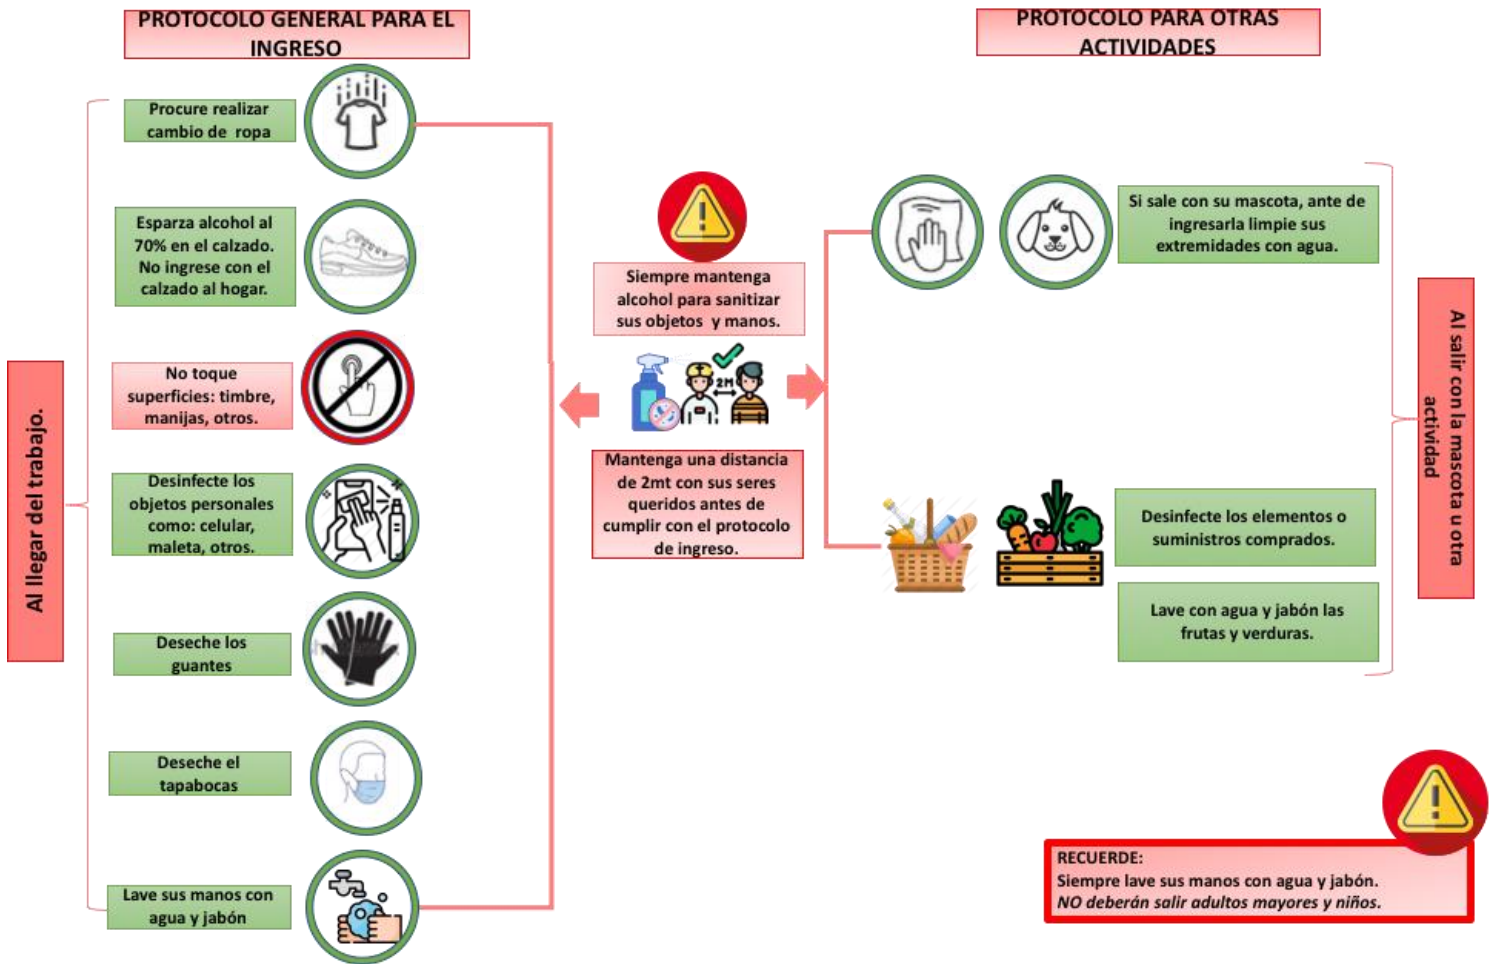 PROTOCOLO GENERAL PARA EL
INGRESO
Al llegar del trabajo.
Procure realizar
cambio de ropa
Esparza alcohol al
70% en el calzado.
No ingrese con el
calzado al hogar.
No toque
superficies: timbre,
manijas, otros.
Desinfecte los
objetos personales
como: celular,
maleta, otros.
Deseche los
guantes
Deseche el
tapabocas
Lave sus manos con
agua y jabón
Siempre mantenga
alcohol para sanitizar
sus objetos y manos.
2M
Mantenga una distancia
de 2mt con sus seres
queridos antes de
cumplir con el protocolo
de ingreso.
PROTOCOLO PARA OTRAS
ACTIVIDADES
Si sale con su mascota, ante de
ingresarla limpie sus
extremidades con agua.
Desinfecte los elementos o
suministros comprados.
Lave con agua y jabón las
frutas y verduras.
Al salir con la mascota u otra
actividad
RECUERDE:
Siempre lave sus manos con agua y jabón.
NO deberán salir adultos mayores y niños.